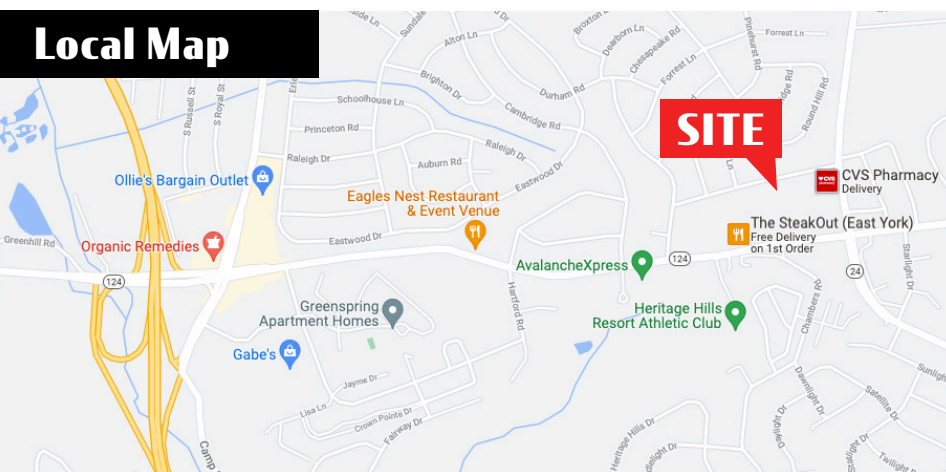 Local Map
Sundale
Dr
Alton Ln
Broxton
Dearborn Ln
Chesapeake Rd
Forrest Ln
Pinehurst Rd
Forrest Ln
Brighton Dr
Durham Rd
Schoolhouse Ln
Cambridge Rd
S Russell St
S Royal St
Princeton Rd
Round Hill Rd
SITE
Raleigh Dr
Raleigh Dr
Auburn Rd
Eastwood Dr
Ln
CVS Pharmacy
Delivery
Ollie's Bargain Outlet
Eagles Nest Restaurant
& Event Venue
The SteakOut (East York)
Free Delivery
on 1st Order
Greenhill Rd
Organic Remedies
Eastwood Dr
AvalancheXpress
124
124
24
Starlight Dr
Hartford Rd
Chambers Rd
Greenspring
Apartment Homes
Heritage Hills
Resort Athletic Club
Gabe's
Jayme Dr
Lisa Ln
Crown Pointe Dr
Fairway Dr
Heritage Hills Dr
Dawnlight Dr
Daylight Dr
Satellite Dr
Twilight
Camp